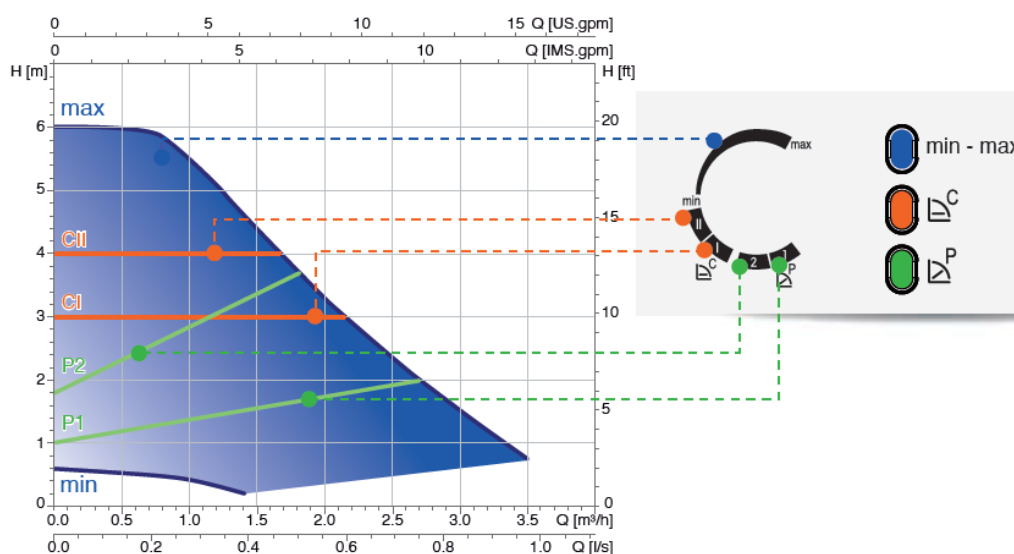 0 5 10 15 Q [US.gpm]
0 5 10 Q [IMS.gpm]
H [m] H [ft]
max
6 20
max
min - max
5
min
15
II
C
CII
4
I
C
P
2
1
P
CI
3 10
P2
2
5
P1
1
min
0 0
0.0 0.5 1.0 1.5 2.0 2.5 3.0 3.5 Q [m³/h]
0.0 0.2 0.4 0.6 0.8 1.0 Q [l/s]